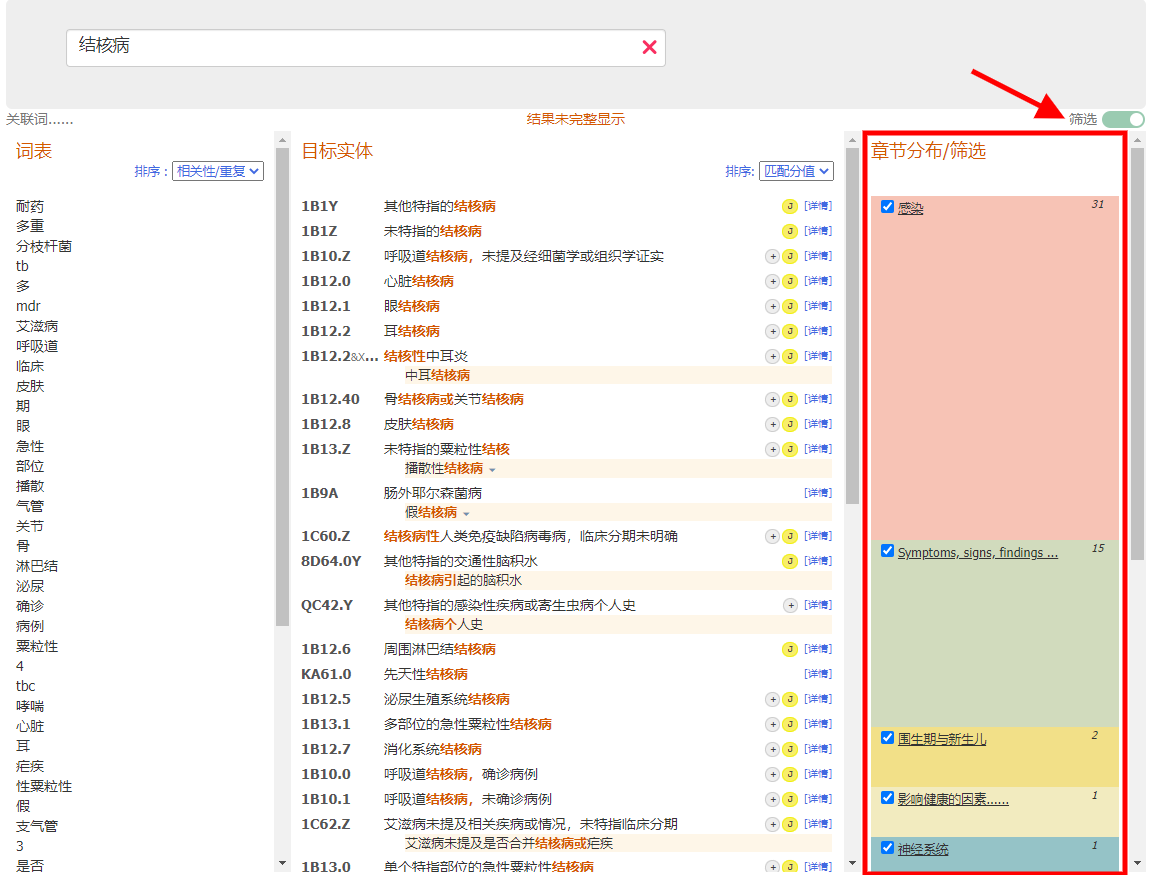 结核病
关联词......
结果未完整显示
筛选
词表
排序：
相关性/重复
耐药
多重
分枝杆菌
tb
多
mdr
艾滋病
呼吸道
临床
皮肤
期
眼
急性
部位
播散
气管
关节
骨
淋巴结
泌尿
确诊
病例
粟粒性
4
tbc
哮喘
心脏
耳
疟疾
性粟粒性
假
支气管
3
是否
目标实体
排序:
匹配分值
1B1Y 其他特指的结核病 J [详情]
1B1Z 未特指的结核病 J [详情]
1B10.Z 呼吸道结核病，未提及经细菌学或组织学证实 + J [详情]
1B12.0 心脏结核病 + J [详情]
1B12.1 眼结核病 + J [详情]
1B12.2 耳结核病 + J [详情]
1B12.2&X... 结核性中耳炎 + J [详情]
中耳结核病
1B12.40 骨结核病或关节结核病 + J [详情]
1B12.8 皮肤结核病 + J [详情]
1B13.Z 未特指的粟粒性结核 + J [详情]
播散性结核病
1B9A 肠外耶尔森菌病 [详情]
假结核病
1C60.Z 结核病性人类免疫缺陷病毒病，临床分期未明确 + J [详情]
8D64.0Y 其他特指的交通性脑积水 J [详情]
结核病引起的脑积水
QC42.Y 其他特指的感染性疾病或寄生虫病个人史 + [详情]
结核病个人史
1B12.6 周围淋巴结结核病 J [详情]
KA61.0 先天性结核病 [详情]
1B12.5 泌尿生殖系统结核病 + J [详情]
1B13.1 多部位的急性粟粒性结核病 + J [详情]
1B12.7 消化系统结核病 + J [详情]
1B10.0 呼吸道结核病，确诊病例 + J [详情]
1B10.1 呼吸道结核病，未确诊病例 + J [详情]
1C62.Z 艾滋病未提及相关疾病或情况，未特指临床分期 + J [详情]
艾滋病未提及是否合并结核病或疟疾
1B13.0 单个特指部位的急性粟粒性结核病 + J [详情]
章节分布/筛选
感染 31
Symptoms, signs, findings ... 15
围生期与新生儿 2
影响健康的因素...... 1
神经系统 1